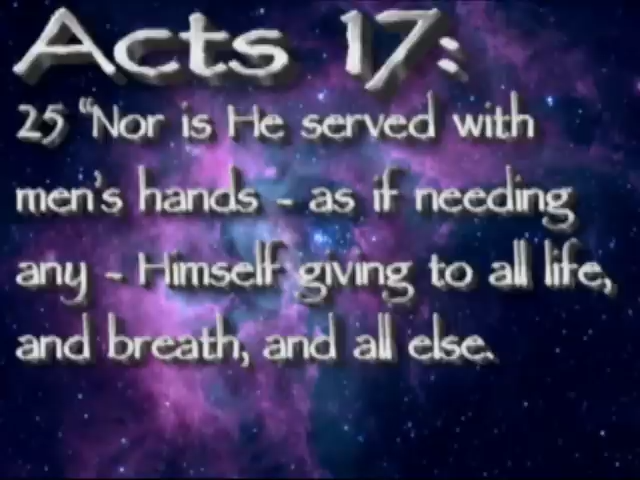 Acts 17:
25 “Nor is He served with
men's hands - as if needing
any - Himself giving to all life,
and breath, and all else.